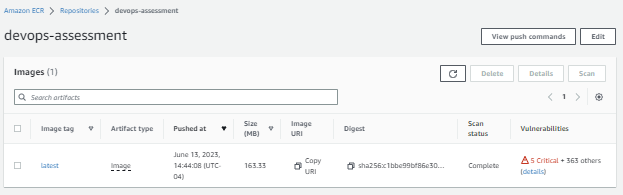 Amazon ECR > Repositories > devops-assessment
devops-assessment
View push commands
Edit
Images (1)
Delete
Details
Scan
Search artifacts
1
Image tag
Artifact type
Pushed at
Size
(MB)
Image
URI
Digest
Scan
status
Vulnerabilities
latest
Image
June 13, 2023,
14:44:08 (UTC-
04)
163.33
Copy
URI
sha256:c1bbe99bf86e30...
Complete
5 Critical + 363 others
(details)